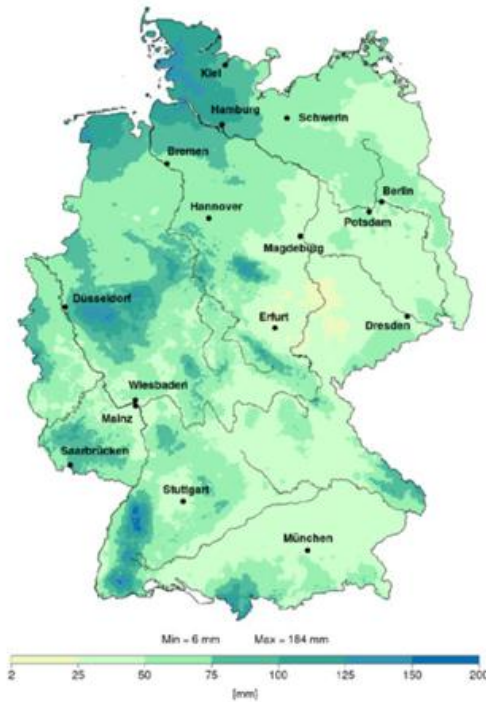 Kiel
Hamburg
Schwerin
Bremen
Berlin
Hannover
Potsdam
Magdeburg
Düsseldorf
Erfurt
Dresden
Wiesbaden
Mainz
Saarbrücken
Stuttgart
München
Min = 6 mm Max = 184 mm
2 25 50 75 100 125 150 200
[mm]